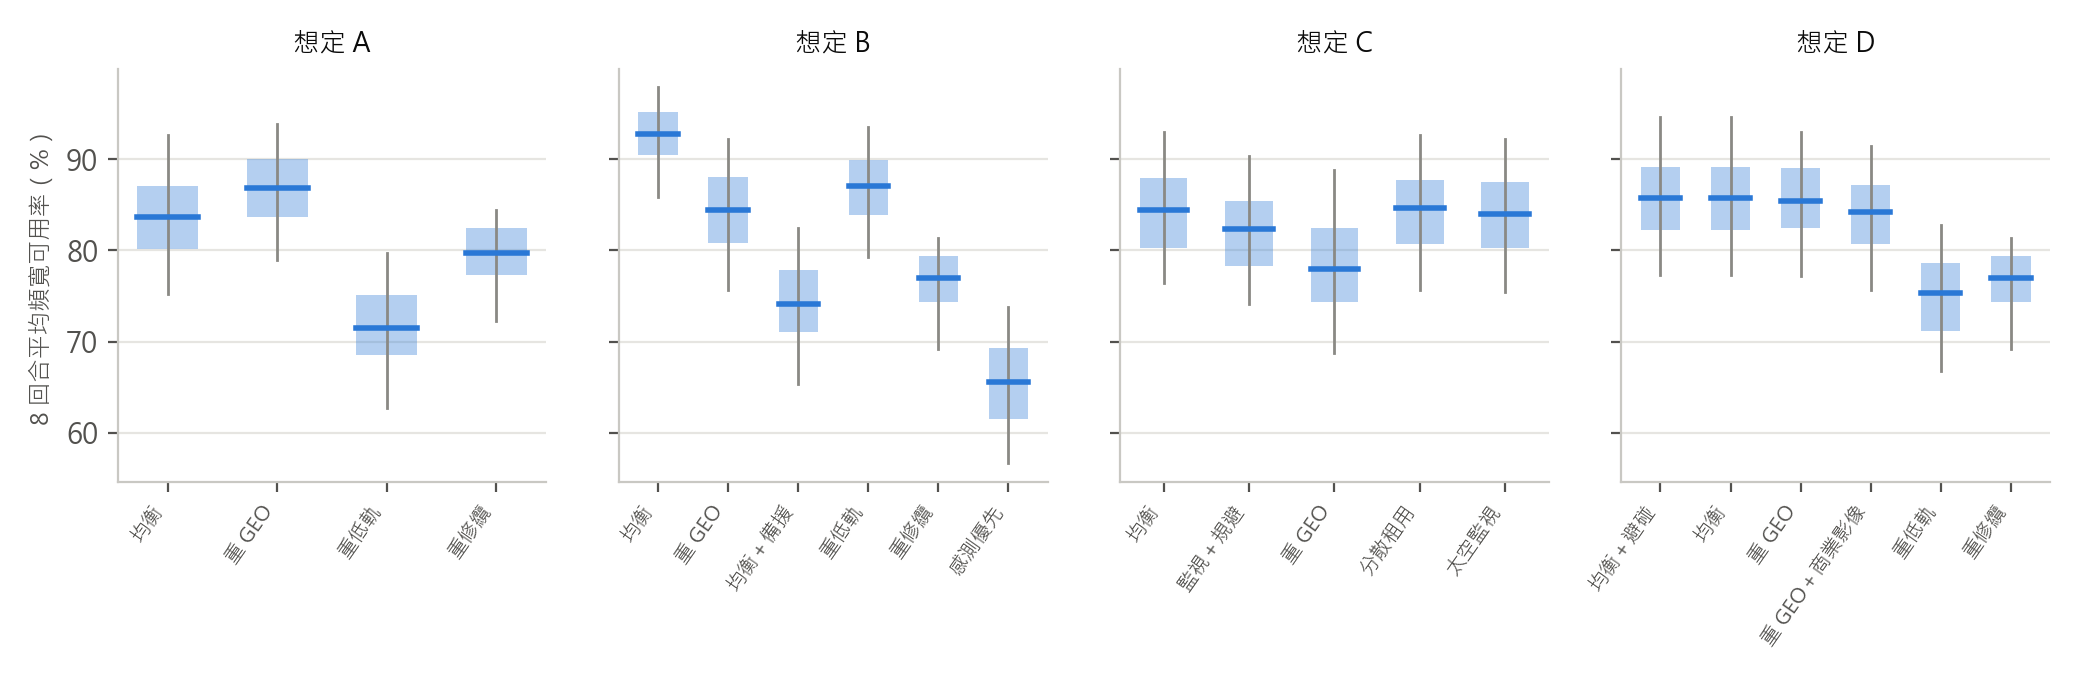 想定 A
想定 B
想定 C
想定 D
8 回合平均頻寬可用率 ( % )
90
80
70
60
均衡
重 GEO
重低軌
重修纜
均衡
重 GEO
均衡 + 備援
重低軌
重修纜
感測優先
均衡
監視 + 規避
重 GEO
分散租用
太空監視
均衡 + 避碰
均衡
重 GEO
重 GEO + 商業影像
重低軌
重修纜